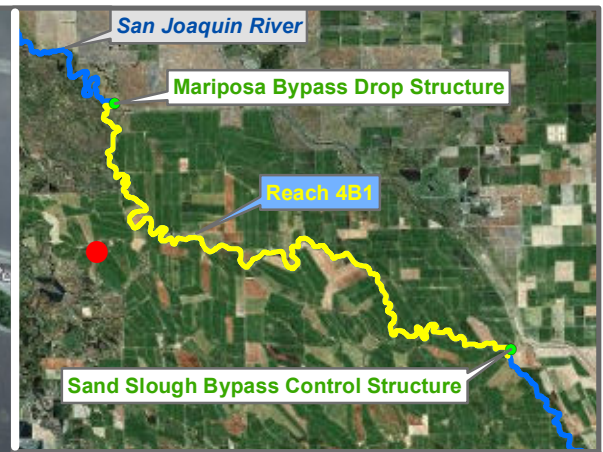 San Joaquin River
Mariposa Bypass Drop Structure
Reach 4B1
Sand Slough Bypass Control Structure